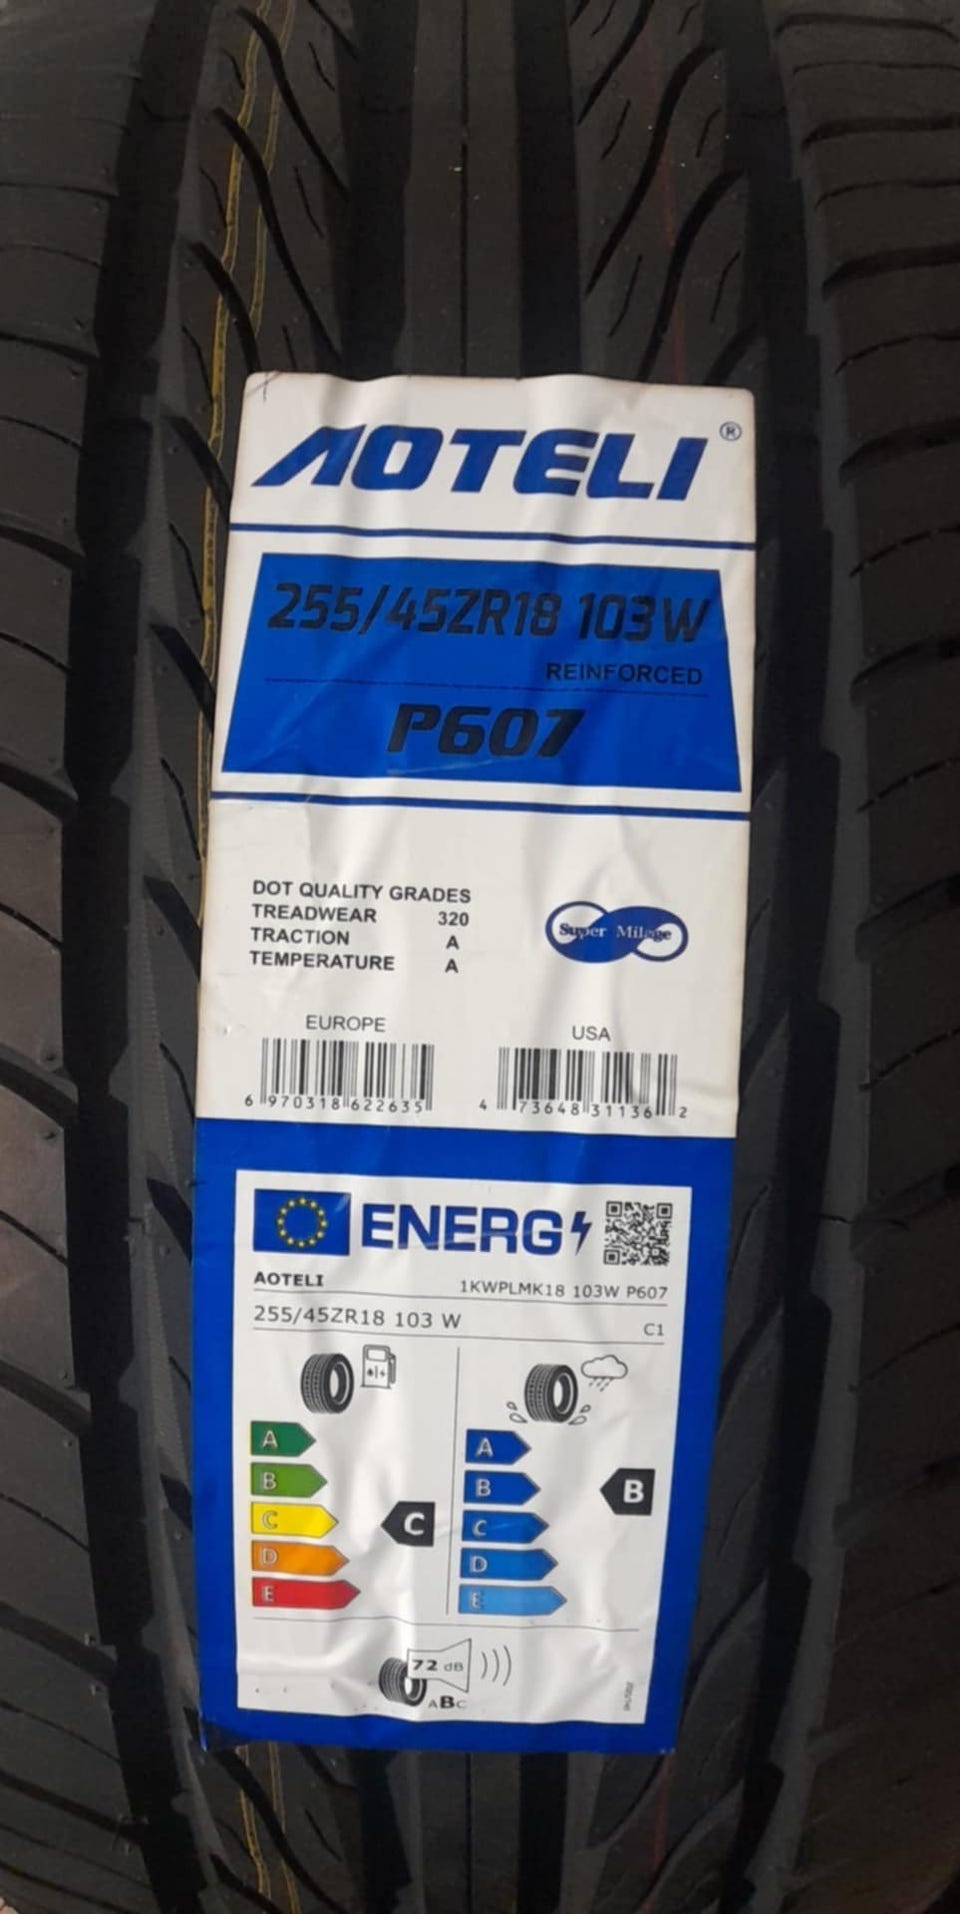 AOTELI ®
255/45ZR18 103W
REINFORCED
P607
DOT QUALITY GRADES
TREADWEAR 320
TRACTION A
TEMPERATURE A
Super Milage
EUROPE
6 970318 622635
USA
4 73648 31136 2
ENERG
AOTELI
1KWPLMK18 103W P607
255/45ZR18 103 W
C1
A
B
C
D
E
C
A
B
C
D
E
B
72 dB
ABC